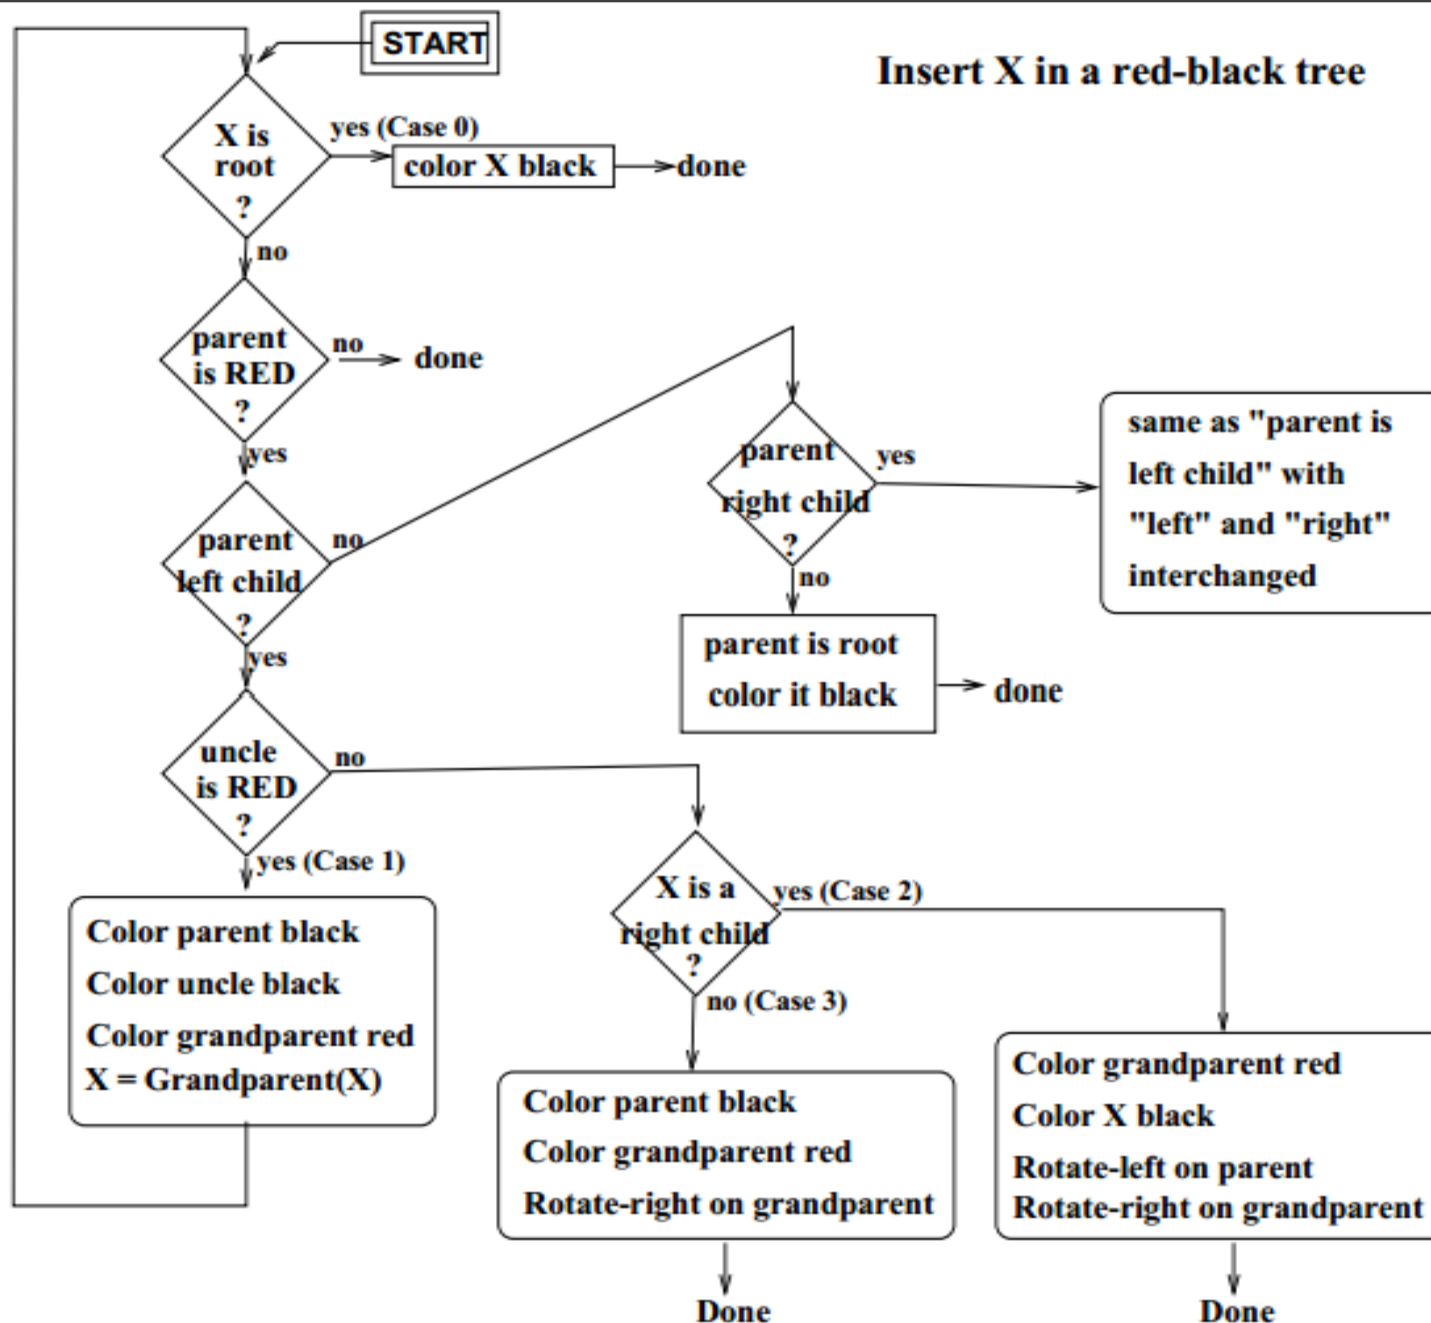 START
Insert X in a red-black tree
X is
root
?
yes (Case 0)
color X black
done
no
parent
is RED
?
no
done
yes
parent
left child
?
no
parent
right child
?
yes
same as "parent is
left child" with
"left" and "right"
interchanged
no
parent is root
color it black
done
yes
uncle
is RED
?
no
yes (Case 1)
Color parent black
Color uncle black
Color grandparent red
X = Grandparent(X)
X is a
right child
?
yes (Case 2)
no (Case 3)
Color parent black
Color grandparent red
Rotate-right on grandparent
Done
Color grandparent red
Color X black
Rotate-left on parent
Rotate-right on grandparent
Done